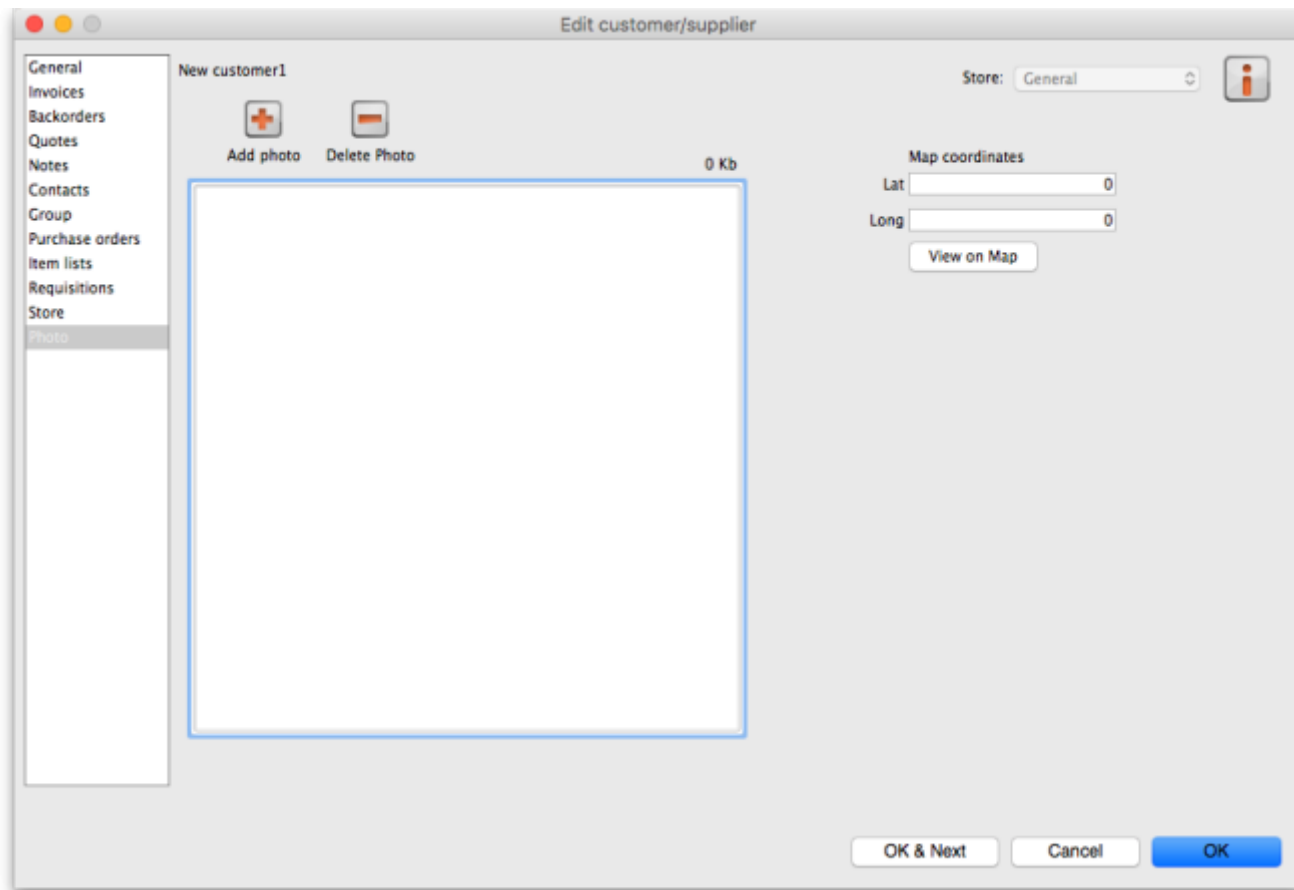 Edit customer/supplier
General
Invoices
Backorders
Quotes
Notes
Contacts
Group
Purchase orders
Item lists
Requisitions
Store
Photo
New customer1
Store: General
Add photo Delete Photo
0 Kb
Map coordinates
Lat 0
Long 0
View on Map
OK & Next Cancel OK